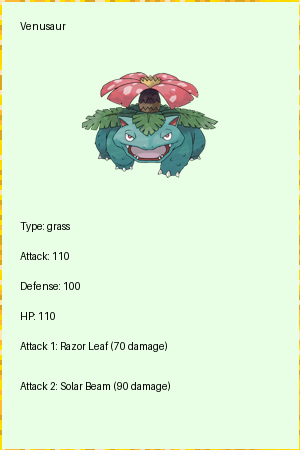 Venusaur
Type: grass
Attack: 110
Defense: 100
HP: 110
Attack 1: Razor Leaf (70 damage)
Attack 2: Solar Beam (90 damage)